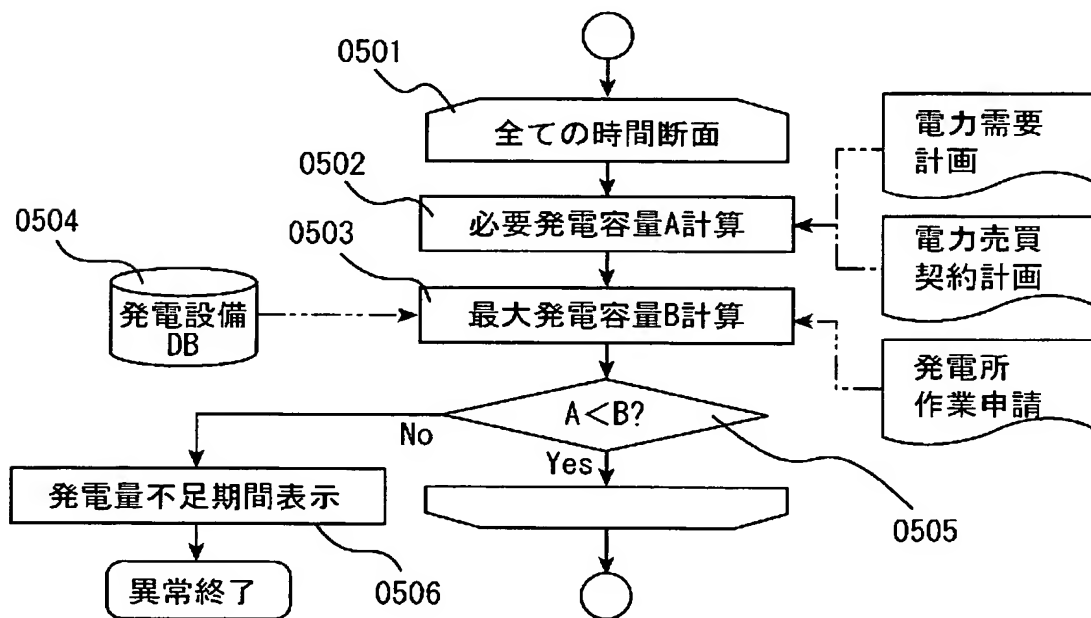 0501
全ての時間断面
電力需要
計画
0502
必要発電容量A計算
電力売買
契約計画
0504
0503
発電設備
DB
最大発電容量B計算
発電所
作業申請
A<B?
No
Yes
発電量不足期間表示
0505
異常終了
0506